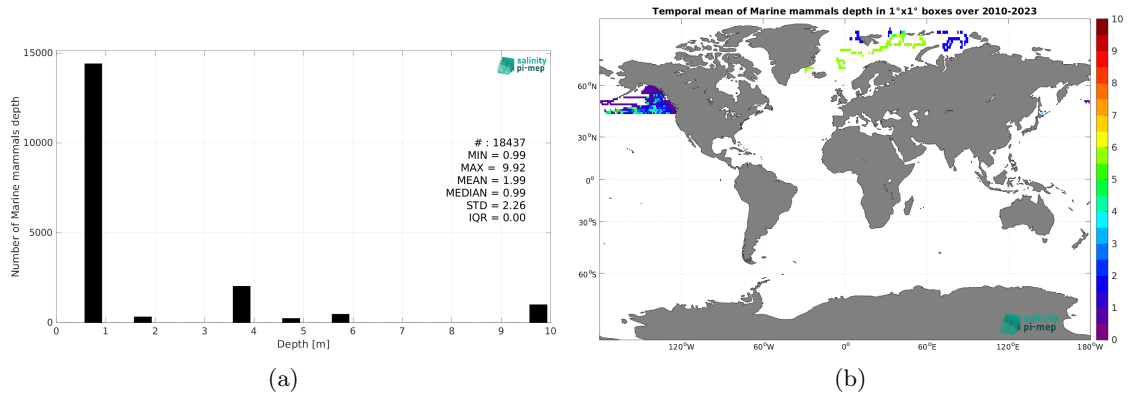 15000
10000
5000
0
0 1 2 3 4 5 6 7 8 9 10
Number of Marine mammals depth
Depth [m]
salinity
pi-mep
# : 18437
MIN = 0.99
MAX = 9.92
MEAN = 1.99
MEDIAN = 0.99
STD = 2.26
IQR = 0.00
(a)
Temporal mean of Marine mammals depth in 1°x1° boxes over 2010-2023
60°N
30°N
0°
30°S
60°S
120°W 60°W 0° 60°E 120°E 180°W
salinity
pi-mep
10
9
8
7
6
5
4
3
2
1
0
(b)